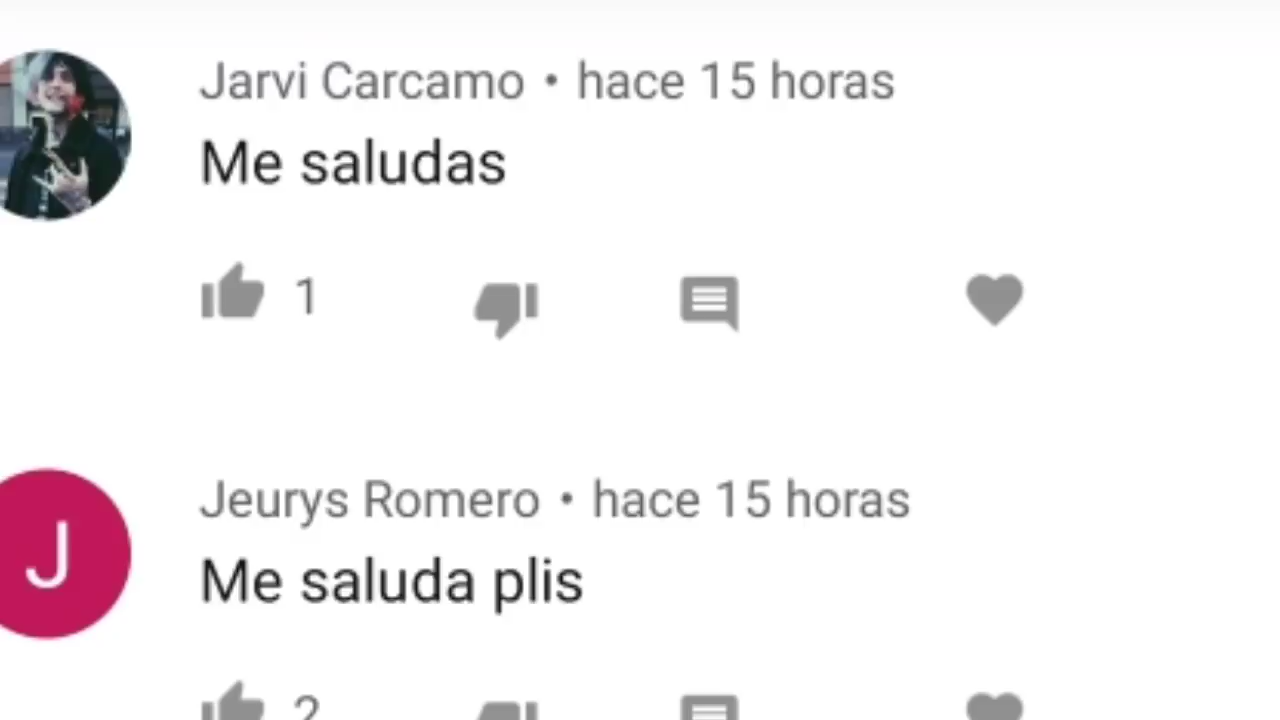 Jarvi Carcamo • hace 15 horas
Me saludas
1
J
Jeurys Romero • hace 15 horas
Me saluda plis
2